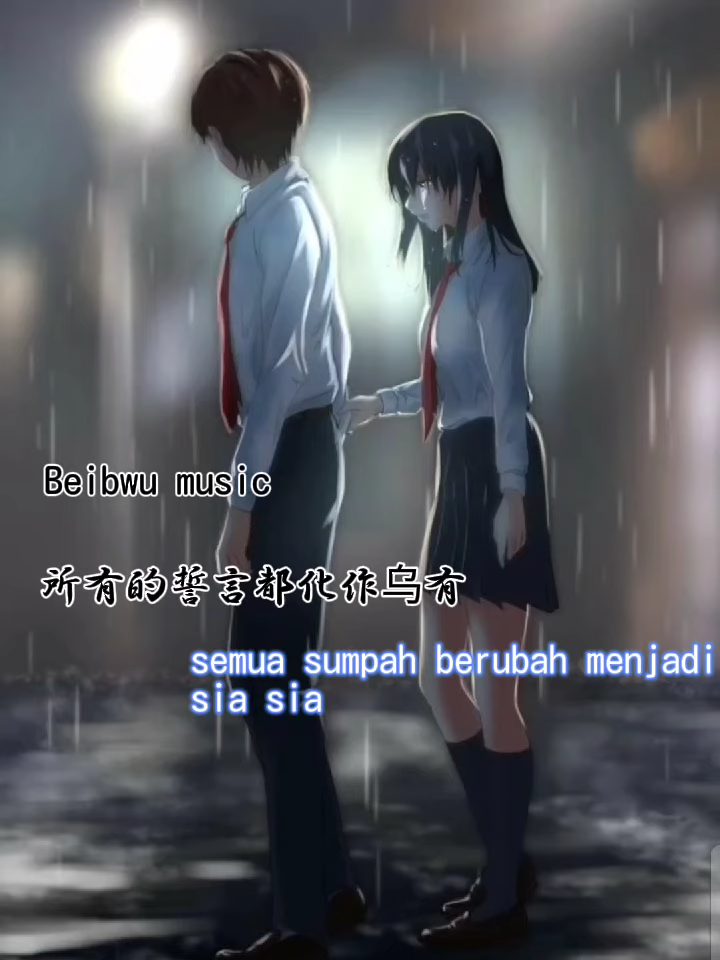 Beibwu music
所有的誓言都化作乌有
semua sumpah berubah menjadi
sia sia